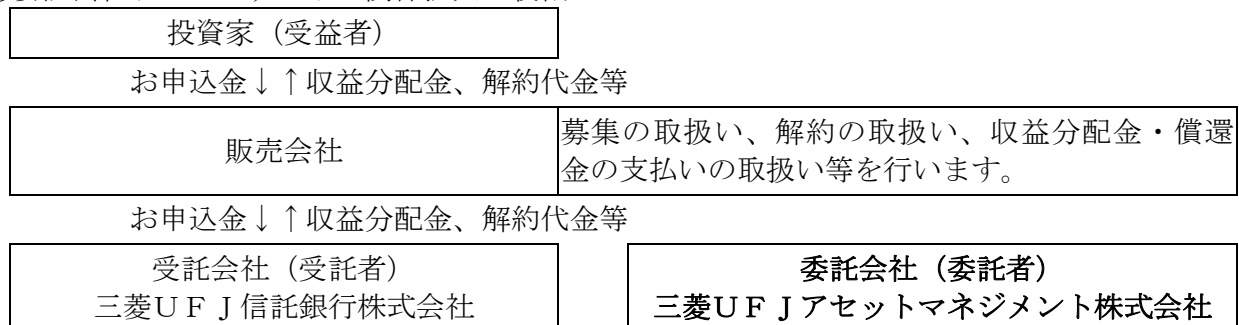 投資家（受益者）
お申込金↓↑収益分配金、解約代金等
販売会社
募集の取扱い、解約の取扱い、収益分配金・償還
金の支払いの取扱い等を行います。
お申込金↓↑収益分配金、解約代金等
受託会社（受託者）
三菱ＵＦＪ信託銀行株式会社
委託会社（委託者）
三菱ＵＦＪアセットマネジメント株式会社